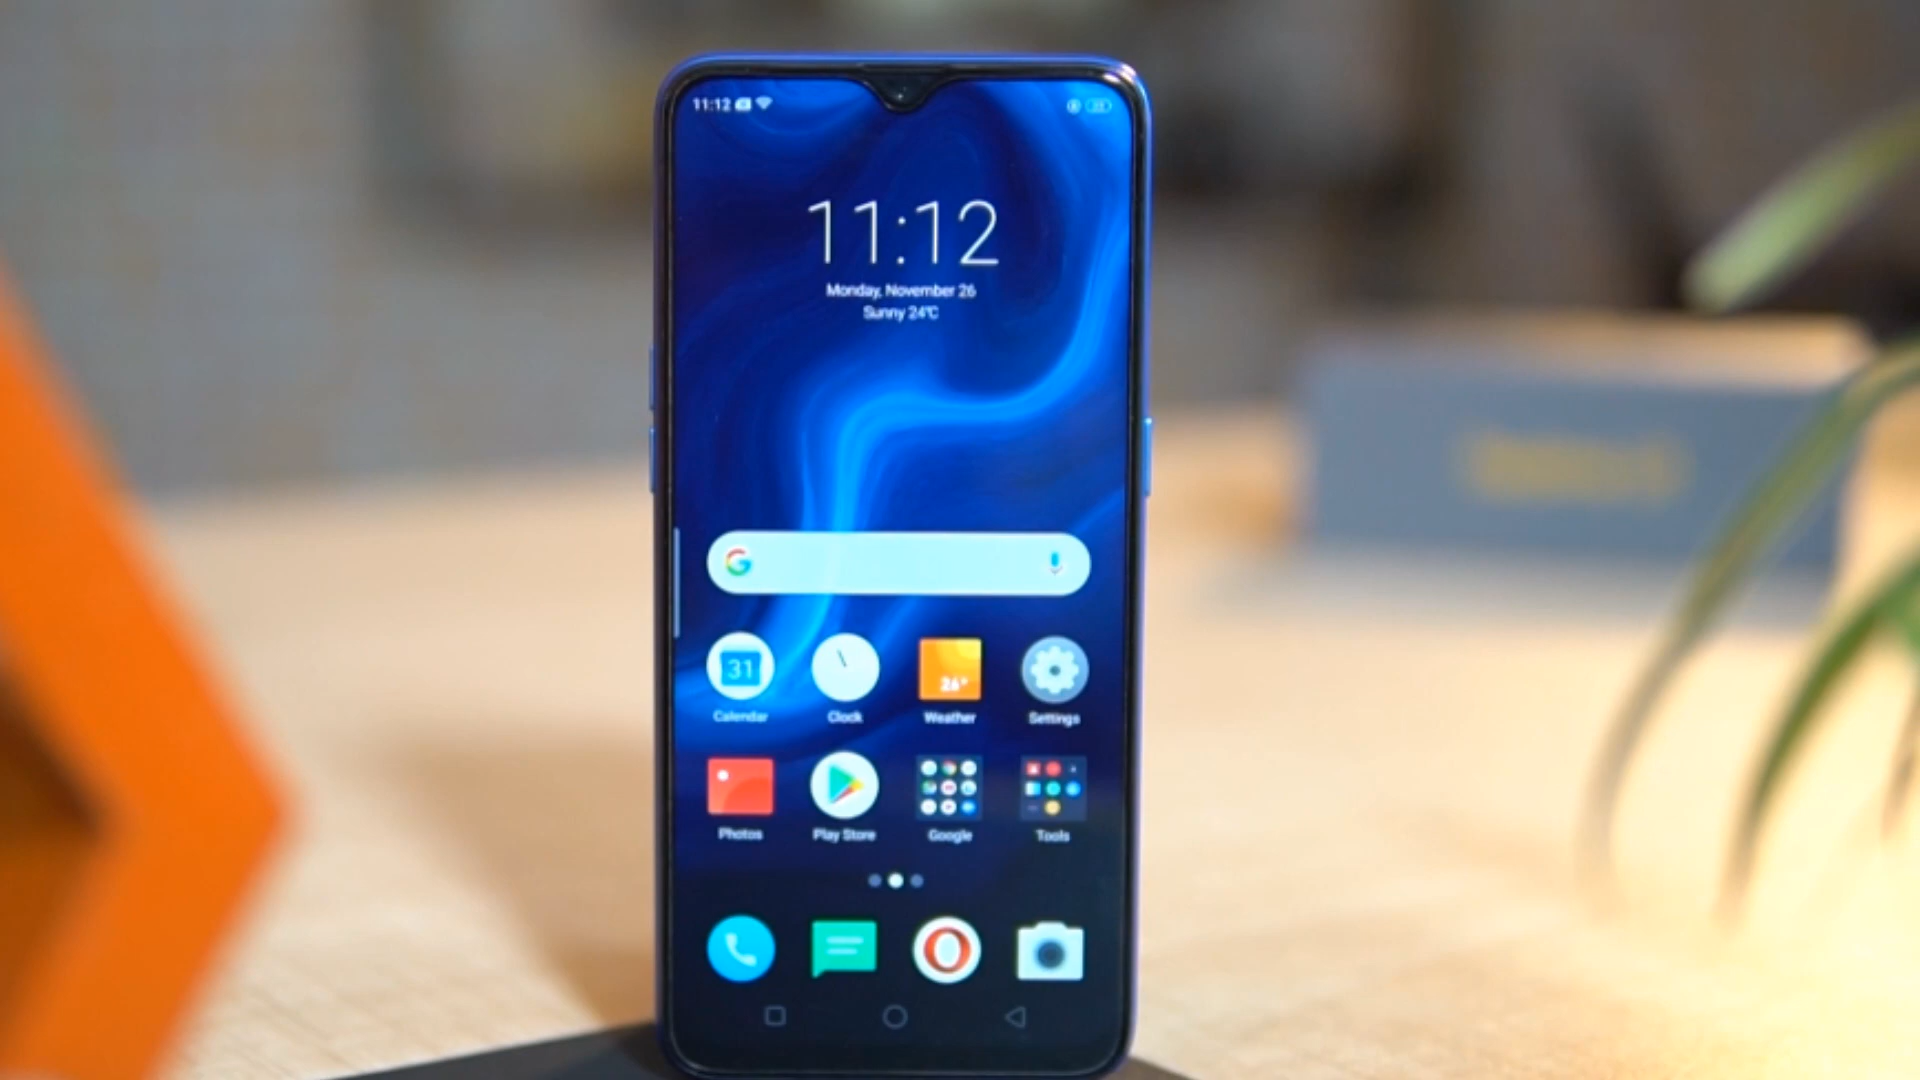 11:12
11:12
Monday, November 26
Sunny 24°C
G
31
26°
Calendar
Clock
Weather
Settings
Photos
Play Store
Google
Tools